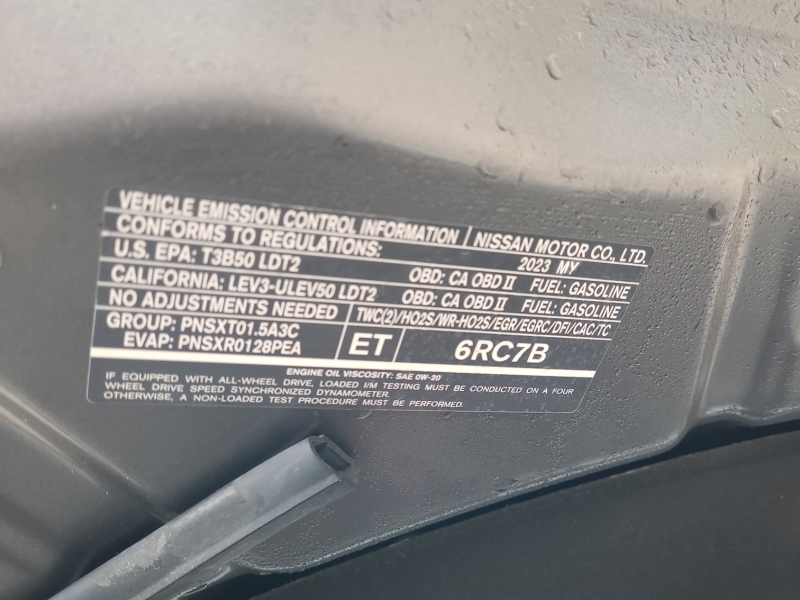 VEHICLE EMISSION CONTROL INFORMATION NISSAN MOTOR CO., LTD.
CONFORMS TO REGULATIONS: 2023 MY
U.S. EPA: T3B50 LDT2 OBD: CA OBD II FUEL: GASOLINE
CALIFORNIA: LEV3-ULEV50 LDT2 OBD: CA OBD II FUEL: GASOLINE
NO ADJUSTMENTS NEEDED TWC(2)/HO2S/WR-HO2S/EGR/EGRC/DFI/CAC/TC
GROUP: PNSXT01.5A3C
EVAP: PNSXR0128PEA
ET 6RC7B
ENGINE OIL VISCOSITY: SAE 0W-20
IF EQUIPPED WITH ALL-WHEEL DRIVE, LOADED I/M TESTING MUST BE CONDUCTED ON A FOUR
WHEEL DRIVE SPEED SYNCHRONIZED DYNAMOMETER.
OTHERWISE, A NON-LOADED TEST PROCEDURE MUST BE PERFORMED.